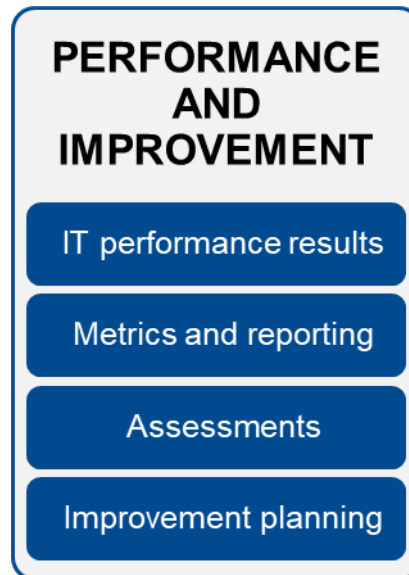 PERFORMANCE
AND
IMPROVEMENT
IT performance results
Metrics and reporting
Assessments
Improvement planning